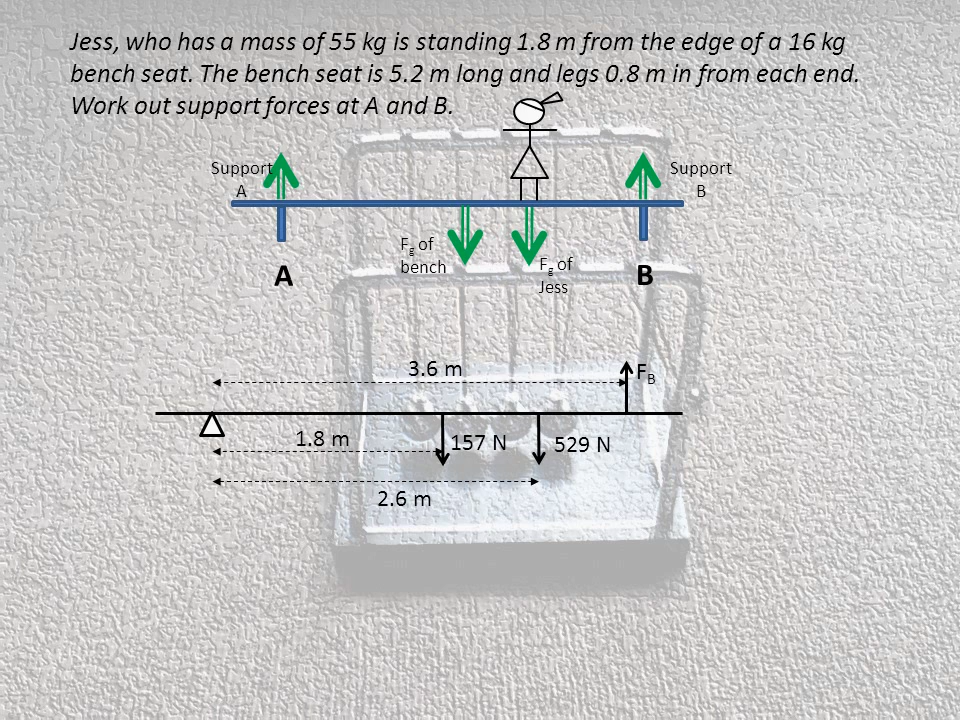 Jess, who has a mass of 55 kg is standing 1.8 m from the edge of a 16 kg
bench seat. The bench seat is 5.2 m long and legs 0.8 m in from each end.
Work out support forces at A and B.
Support
A
Support
B
Fg of
bench
Fg of
Jess
A
B
3.6 m
FB
1.8 m
157 N
529 N
2.6 m